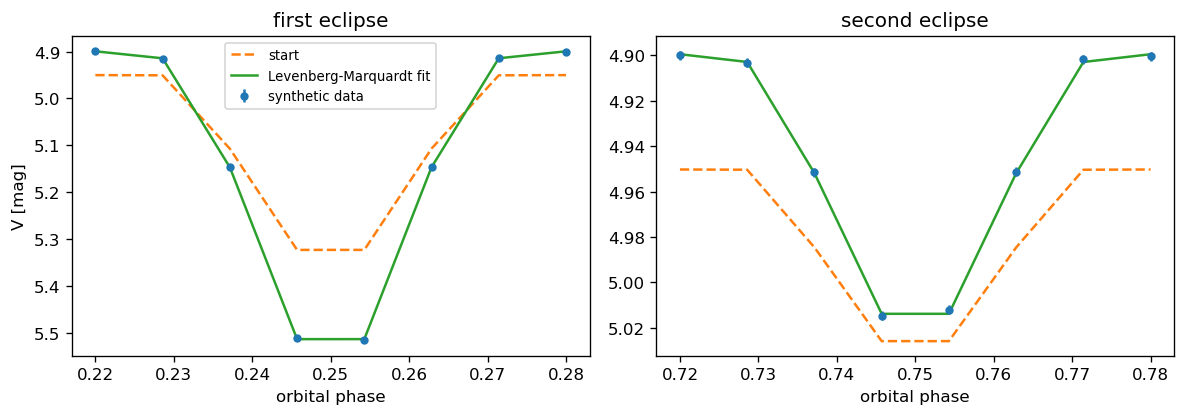 first eclipse
second eclipse
start
Levenberg-Marquardt fit
synthetic data
V [mag]
4.9
5.0
5.1
5.2
5.3
5.4
5.5
0.22 0.23 0.24 0.25 0.26 0.27 0.28
orbital phase
4.90
4.92
4.94
4.96
4.98
5.00
5.02
0.72 0.73 0.74 0.75 0.76 0.77 0.78
orbital phase